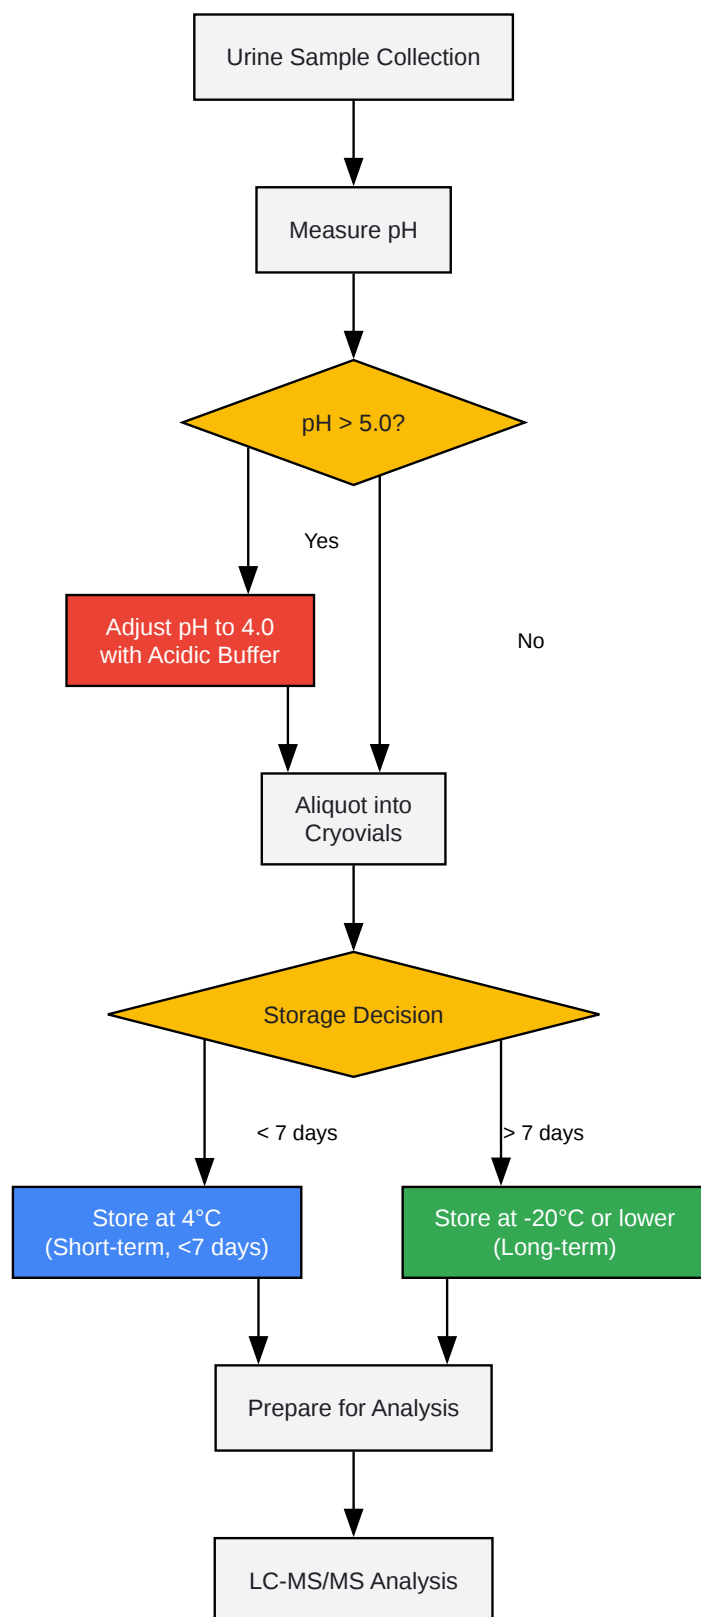 Urine Sample Collection
Measure pH
pH > 5.0?
Yes
Adjust pH to 4.0
with Acidic Buffer
No
Aliquot into
Cryovials
Storage Decision
< 7 days
> 7 days
Store at 4°C
(Short-term, <7 days)
Store at -20°C or lower
(Long-term)
Prepare for Analysis
LC-MS/MS Analysis